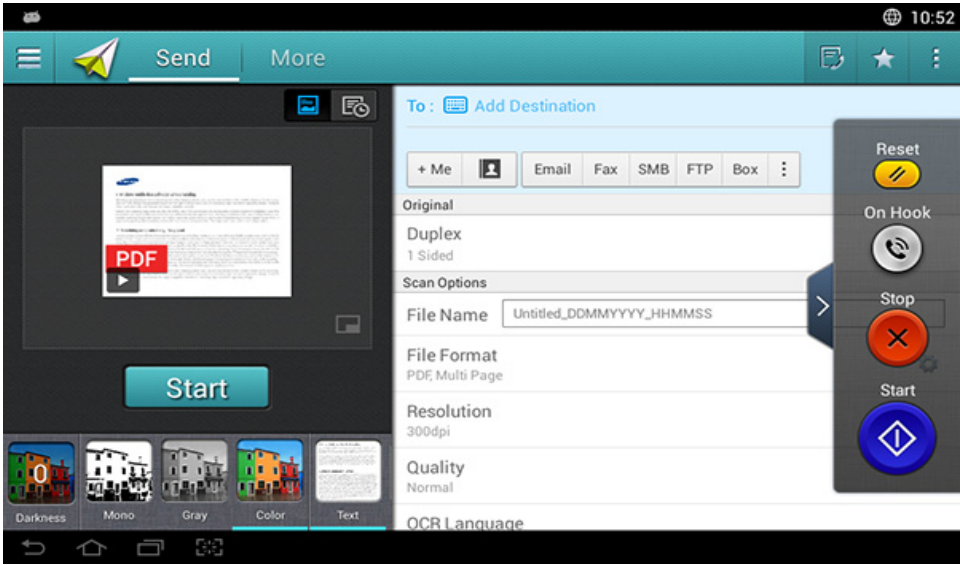 10:52
Send
More
To : Add Destination
+ Me
Email
Fax
SMB
FTP
Box
Original
Duplex
1 Sided
Scan Options
File Name
Untitled_DDMMYYYY_HHMMSS
File Format
PDF, Multi Page
Resolution
300dpi
Quality
Normal
OCR Language
PDF
Start
0
Darkness
Mono
Gray
Color
Text
Reset
On Hook
Stop
Start